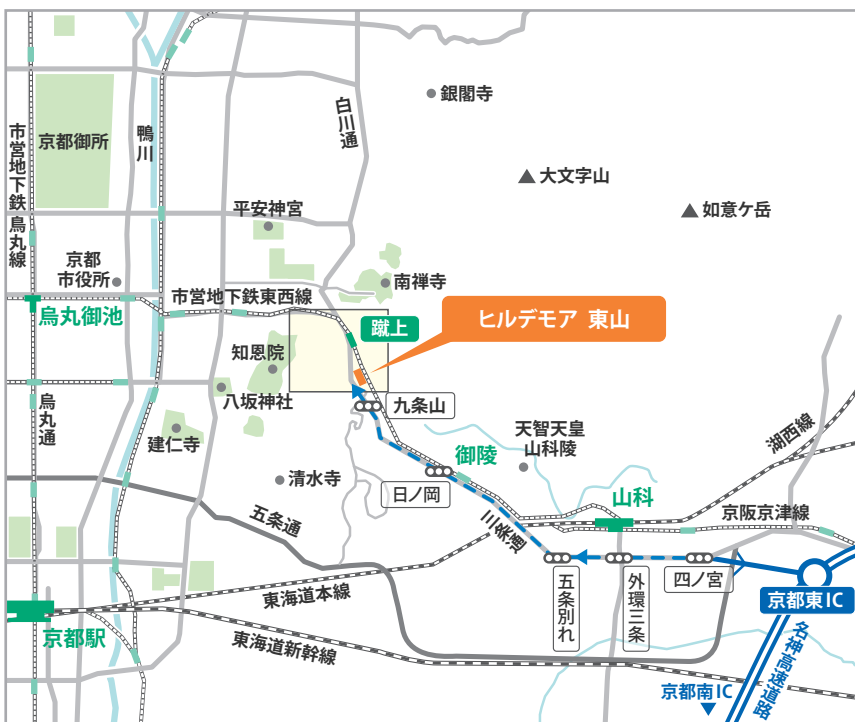 銀閣寺
白川通
鴨川
市営地下鉄烏丸線
京都御所
大文字山
如意ケ岳
平安神宮
京都
市役所
南禅寺
市営地下鉄東西線
烏丸御池
蹴上
ヒルデモア 東山
知恩院
八坂神社
九条山
烏丸通
建仁寺
御陵
天智天皇
山科陵
湖西線
清水寺
日ノ岡
山科
五条通
三条通
京阪京津線
五条別れ
外環三条
四ノ宮
京都東IC
東海道本線
京都駅
東海道新幹線
名神高速道路
京都南IC